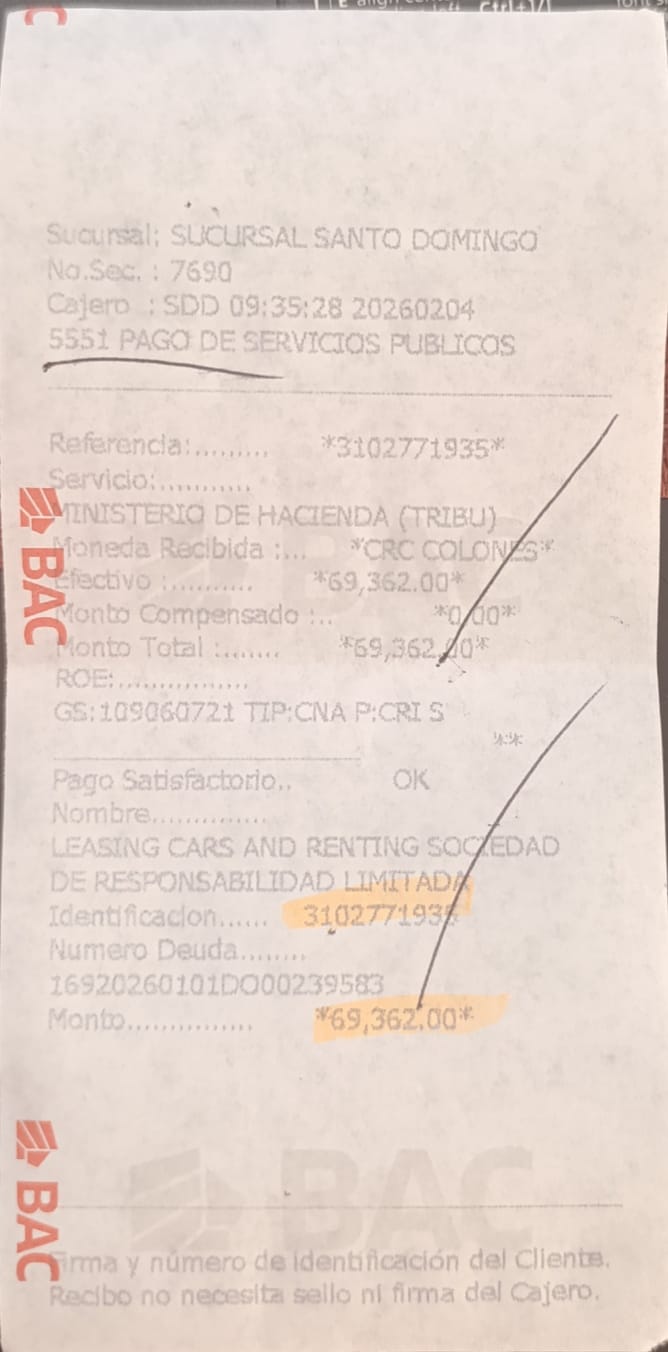 Sucursal: SUCURSAL SANTO DOMINGO
No.Sec. : 7690
Cajero : SDD 09:35:28 20260204
5551 PAGO DE SERVICIOS PUBLICOS
Referencia:......... *3102771935*
Servicio:...........
MINISTERIO DE HACIENDA (TRIBU)
Moneda Recibida :... *CRC COLONES*
Efectivo :.......... *69,362.00*
Monto Compensado :.. *0.00*
Monto Total :....... *69,362.00*
ROE:................
GS:109060721 TIP:CNA P:CRI S
**
Pago Satisfactorio.. OK
Nombre..............
LEASING CARS AND RENTING SOCIEDAD
DE RESPONSABILIDAD LIMITADA
Identificacion...... 3102771935
Numero Deuda........
16920260101DO00239583
Monto............... *69,362.00*
Firma y número de identificación del Cliente.
Recibo no necesita sello ni firma del Cajero.
BAC
BAC
BAC
BAC